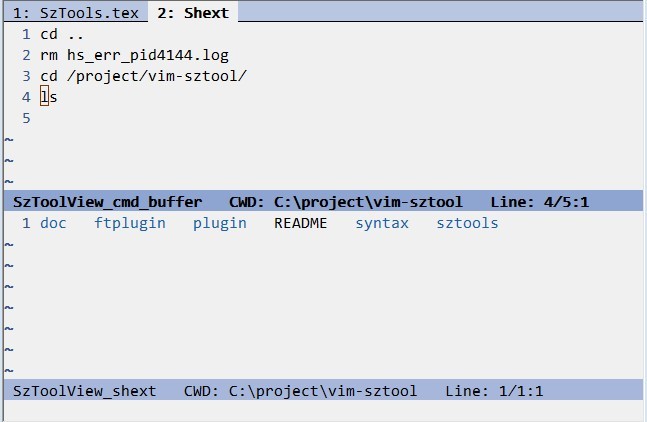 1: SzTools.tex 2: Shext
1 cd ..
2 rm hs_err_pid4144.log
3 cd /project/vim-sztool/
4 ls
5
~
~
~
SzToolView_cmd_buffer CWD: C:\project\vim-sztool Line: 4/5:1
1 doc ftplugin plugin README syntax sztools
~
~
~
~
~
~
~
SzToolView_shext CWD: C:\project\vim-sztool Line: 1/1:1